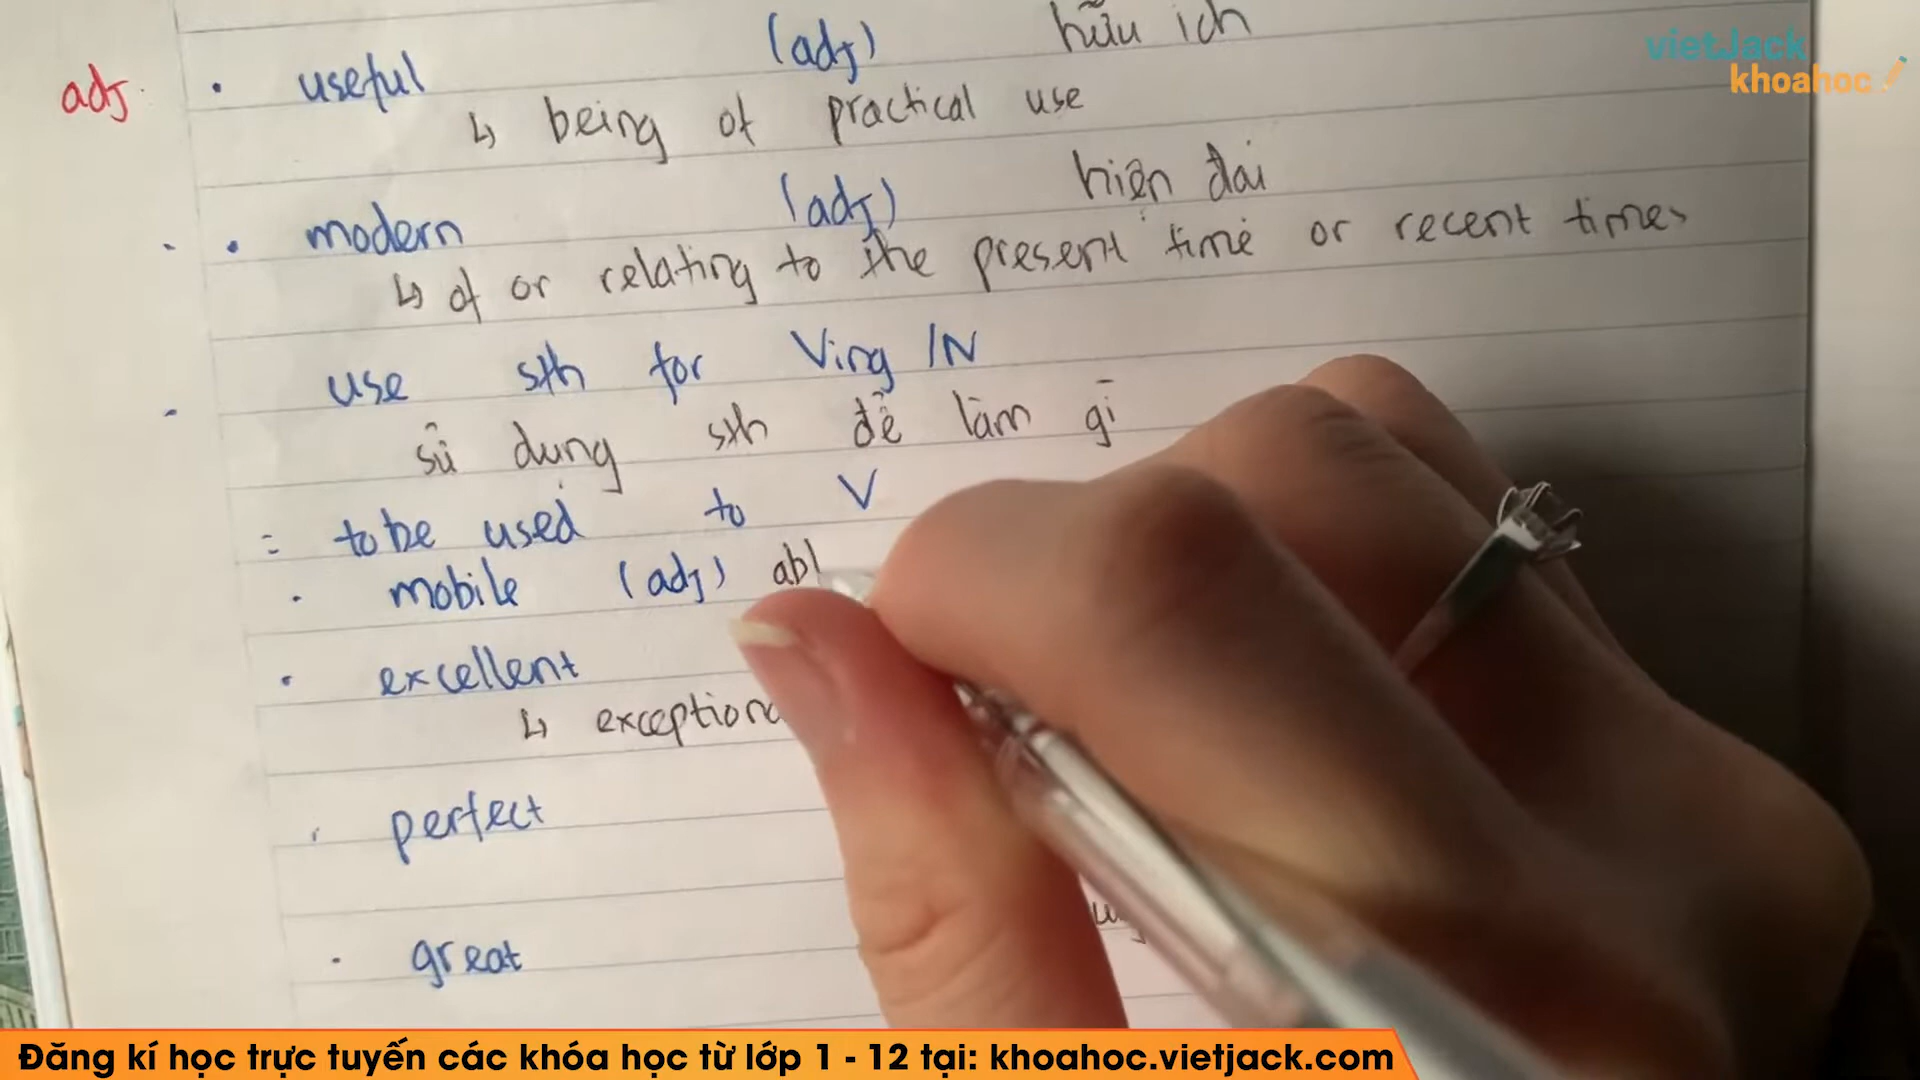 (adj) hữu ích
adj. • useful
↳ being of practical use
(adj) hiện đại
• modern
↳ of or relating to the present time or recent times
use sth for Ving / N
sử dụng sth để làm gì
= to be used to V
• mobile (adj) abl
• excellent
↳ exceptiona
perfect
• great
vietJack
khoahoc
Đăng kí học trực tuyến các khóa học từ lớp 1 - 12 tại: khoahoc.vietjack.com